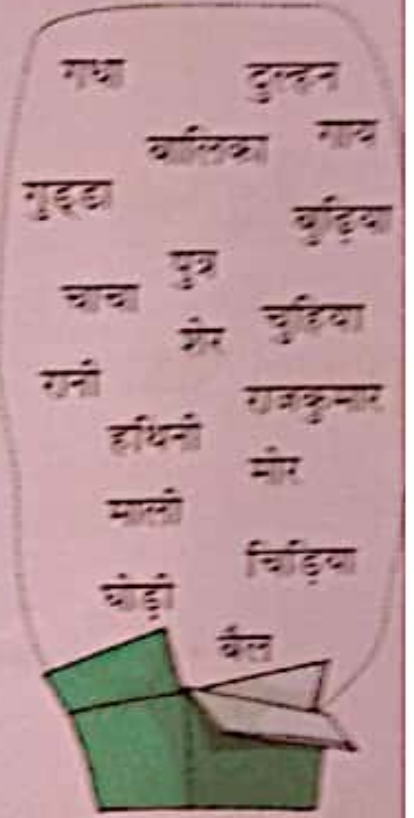 गधा दुल्हन
बालिका गाय
गुड्डा
बुढ़िया
पुत्र
चाचा चुहिया
शेर
रानी राजकुमार
हथिनी
मोर
माली
चिड़िया
घोड़ी
बैल